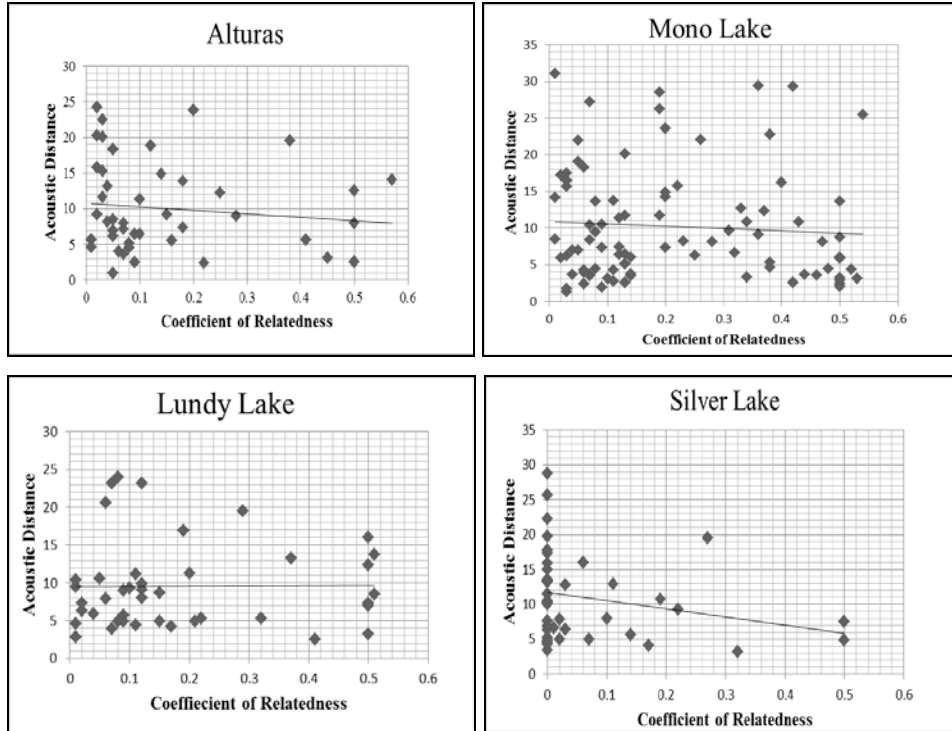 Alturas
Acoustic Distance
30
25
20
15
10
5
0
0 0.1 0.2 0.3 0.4 0.5 0.6
Coefficient of Relatedness
Mono Lake
Acoustic Distance
35
30
25
20
15
10
5
0
0 0.1 0.2 0.3 0.4 0.5 0.6
Coefficient of Relatedness
Lundy Lake
Acoustic Distance
30
25
20
15
10
5
0
0 0.1 0.2 0.3 0.4 0.5 0.6
Coeffiecient of Relatedness
Silver Lake
Acoustic Distance
35
30
25
20
15
10
5
0
0 0.1 0.2 0.3 0.4 0.5 0.6
Coefficient of Relatedness